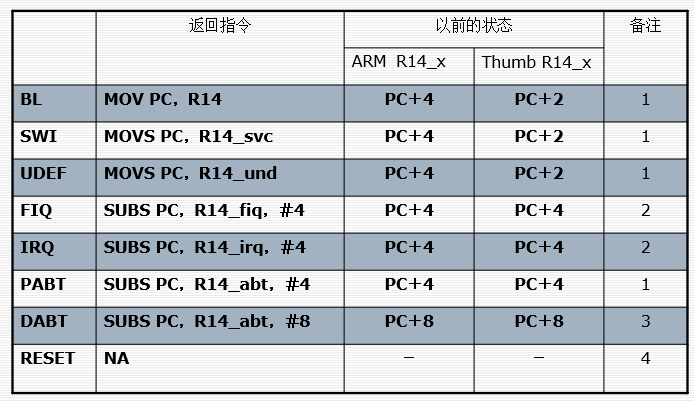 返回指令 以前的状态 备注
ARM R14_x Thumb R14_x
BL MOV PC，R14 PC＋4 PC＋2 1
SWI MOVS PC，R14_svc PC＋4 PC＋2 1
UDEF MOVS PC，R14_und PC＋4 PC＋2 1
FIQ SUBS PC，R14_fiq，#4 PC＋4 PC＋4 2
IRQ SUBS PC，R14_irq，#4 PC＋4 PC＋4 2
PABT SUBS PC，R14_abt，#4 PC＋4 PC＋4 1
DABT SUBS PC，R14_abt，#8 PC＋8 PC＋8 3
RESET NA － － 4